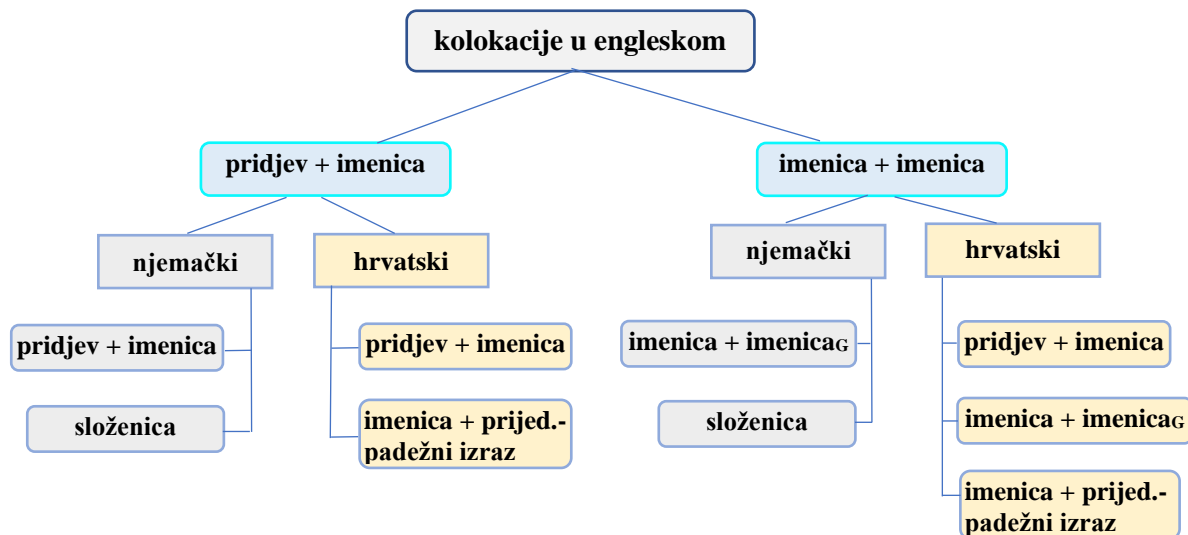 kolokacije u engleskom
pridjev + imenica
imenica + imenica
njemački
hrvatski
njemački
hrvatski
pridjev + imenica
pridjev + imenica
imenica + imenicaG
pridjev + imenica
složenica
imenica + prijed.-
padežni izraz
složenica
imenica + imenicaG
imenica + prijed.-
padežni izraz